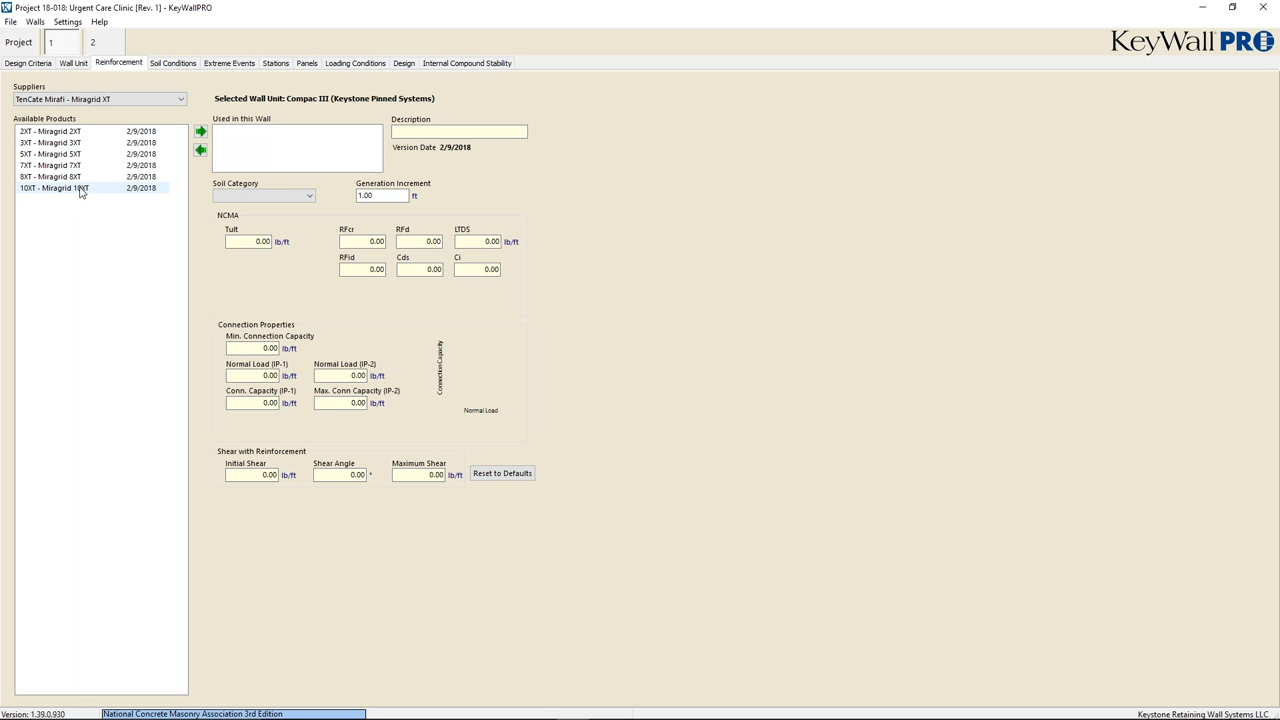 Project 18-018: Urgent Care Clinic [Rev. 1] - KeyWallPRO
File Walls Settings Help
Project 1 2
KeyWall PRO
Design Criteria Wall Unit Reinforcement Soil Conditions Extreme Events Stations Panels Loading Conditions Design Internal Compound Stability
Suppliers
TenCate Mirafi - Miragrid XT
Selected Wall Unit: Compac III (Keystone Pinned Systems)
Available Products
2XT - Miragrid 2XT 2/9/2018
3XT - Miragrid 3XT 2/9/2018
5XT - Miragrid 5XT 2/9/2018
7XT - Miragrid 7XT 2/9/2018
8XT - Miragrid 8XT 2/9/2018
10XT - Miragrid 10XT 2/9/2018
Used in this Wall
Description
Version Date 2/9/2018
Soil Category
Generation Increment
1.00 ft
NCMA
Tult RFcr RFd LTDS
0.00 lb/ft 0.00 0.00 0.00 lb/ft
RFid Cds Ci
0.00 0.00 0.00
Connection Properties
Min. Connection Capacity
0.00 lb/ft
Normal Load (IP-1) Normal Load (IP-2)
0.00 lb/ft 0.00 lb/ft
Conn. Capacity (IP-1) Max. Conn Capacity (IP-2)
0.00 lb/ft 0.00 lb/ft
ConnectionCapacity
Normal Load
Shear with Reinforcement
Initial Shear Shear Angle Maximum Shear
0.00 lb/ft 0.00 ° 0.00 lb/ft
Reset to Defaults
Version: 1.39.0.930 National Concrete Masonry Association 3rd Edition Keystone Retaining Wall Systems LLC